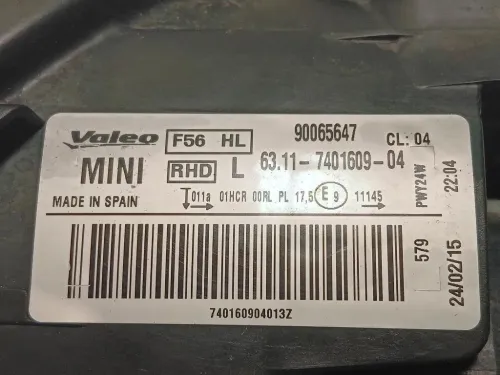 Valeo F56 HL 90065647 CL: 04
MINI RHD L 63.11-7401609-04
MADE IN SPAIN 011a 01HCR 00RL PL 17,5 E9 11145
740160904013Z
PWY24W
579
22:04
24/02/15